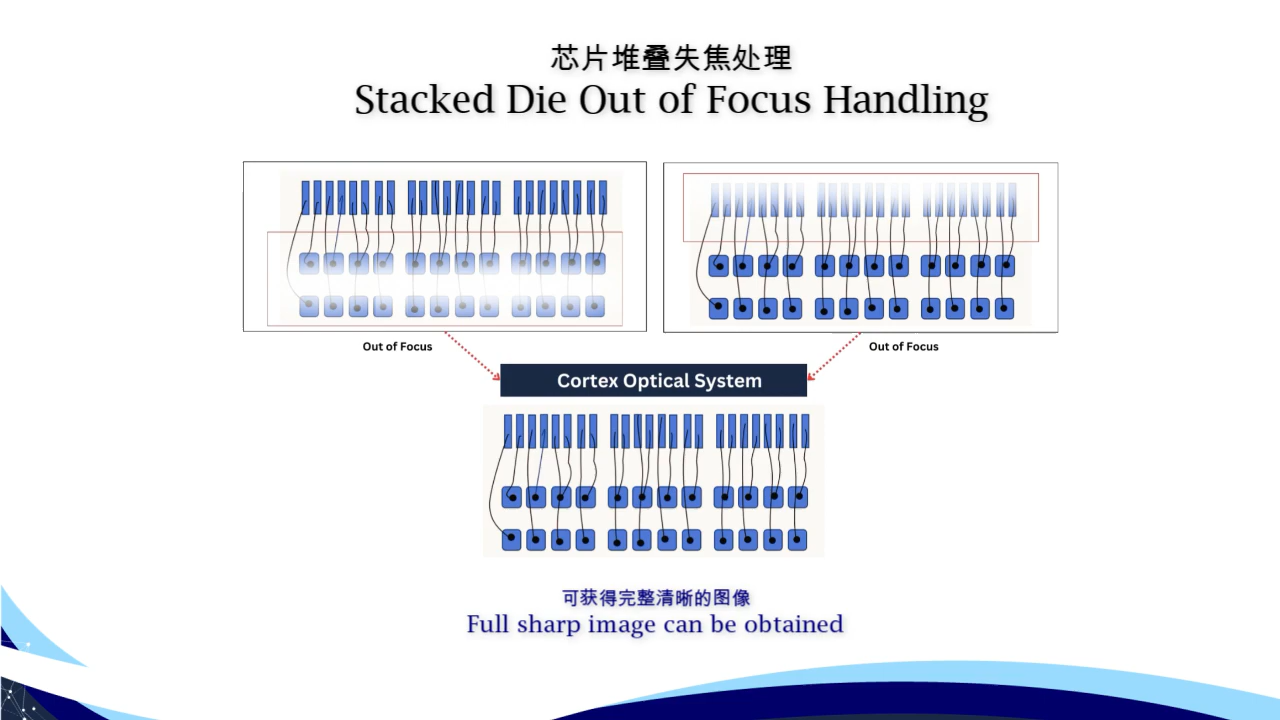 芯片堆叠失焦处理
Stacked Die Out of Focus Handling
Out of Focus
Out of Focus
Cortex Optical System
可获得完整清晰的图像
Full sharp image can be obtained